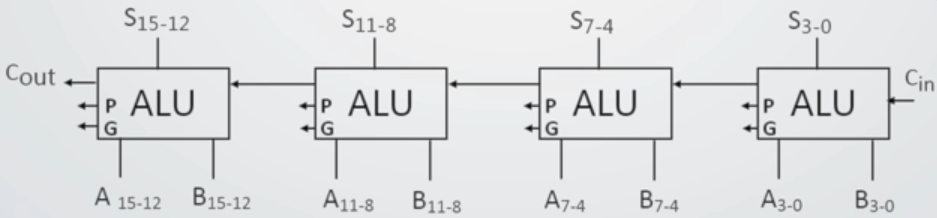 S15-12 S11-8 S7-4 S3-0
Cout Cin
P ALU P ALU P ALU P ALU
G G G G
A 15-12 B15-12 A11-8 B11-8 A7-4 B7-4 A3-0 B3-0